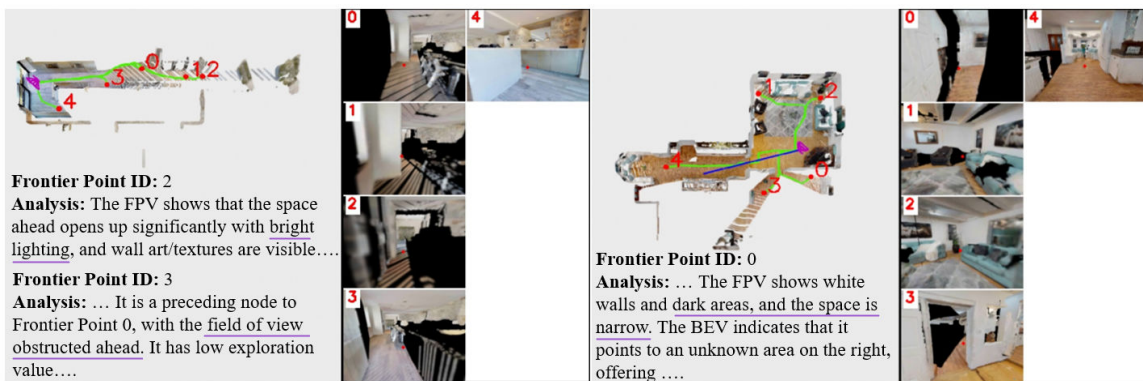 0
4
0
1 2
3
4
1
Frontier Point ID: 2
Analysis: The FPV shows that the space
ahead opens up significantly with bright
lighting, and wall art/textures are visible….
2
Frontier Point ID: 3
Analysis: … It is a preceding node to
Frontier Point 0, with the field of view
obstructed ahead. It has low exploration
value….
3
0
4
1
2
4
0
3
1
2
Frontier Point ID: 0
Analysis: … The FPV shows white
walls and dark areas, and the space is
narrow. The BEV indicates that it
points to an unknown area on the right,
offering ….
3